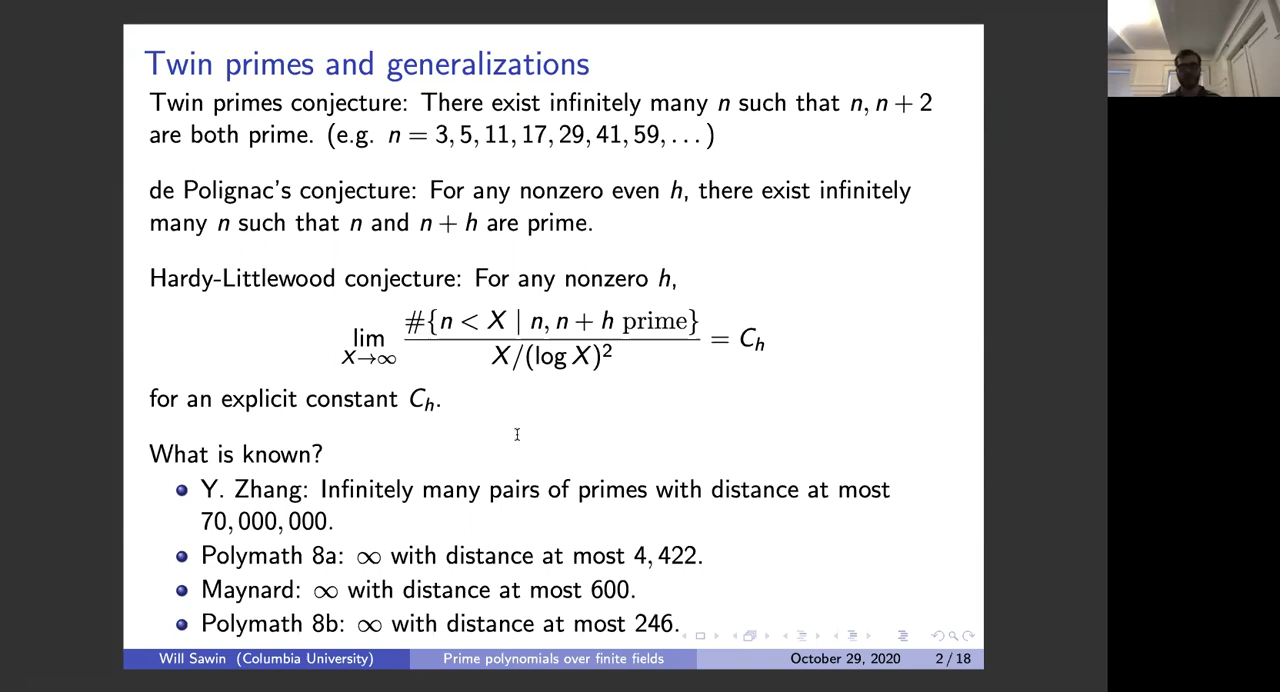 Twin primes and generalizations
Twin primes conjecture: There exist infinitely many n such that n, n + 2
are both prime. (e.g. n = 3, 5, 11, 17, 29, 41, 59, . . . )
de Polignac's conjecture: For any nonzero even h, there exist infinitely
many n such that n and n + h are prime.
Hardy-Littlewood conjecture: For any nonzero h,
lim X→∞ #{n < X | n, n + h prime} / X/(log X)² = C_h
for an explicit constant C_h.
What is known?
Y. Zhang: Infinitely many pairs of primes with distance at most
70, 000, 000.
Polymath 8a: ∞ with distance at most 4, 422.
Maynard: ∞ with distance at most 600.
Polymath 8b: ∞ with distance at most 246.
Will Sawin (Columbia University) Prime polynomials over finite fields October 29, 2020 2 / 18